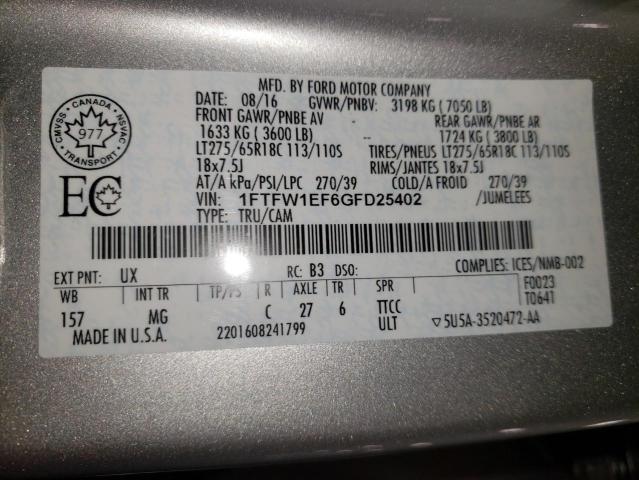 MFD. BY FORD MOTOR COMPANY
DATE: 08/16 GVWR/PNBV: 3198 KG ( 7050 LB)
FRONT GAWR/PNBE AV REAR GAWR/PNBE AR
1633 KG ( 3600 LB) -- 1724 KG ( 3800 LB)
LT275/65R18C 113/110S TIRES/PNEUS LT275/65R18C 113/110S
18x7.5J RIMS/JANTES 18x7.5J
AT/A kPa/PSI/LPC 270/39 COLD/A FROID 270/39
VIN: 1FTFW1EF6GFD25402 /JUMELEES
TYPE: TRU/CAM
CMVSS CANADA NSVAC
977
TRANSPORT
EC
EXT PNT: UX RC: B3 DSO: COMPLIES: ICES/NMB-002
WB INT TR TP/PS R AXLE TR SPR F0023
T0641
157 MG C 27 6 TTCC
MADE IN U.S.A. 2201608241799 ULT ▽5U5A-3520472-AA